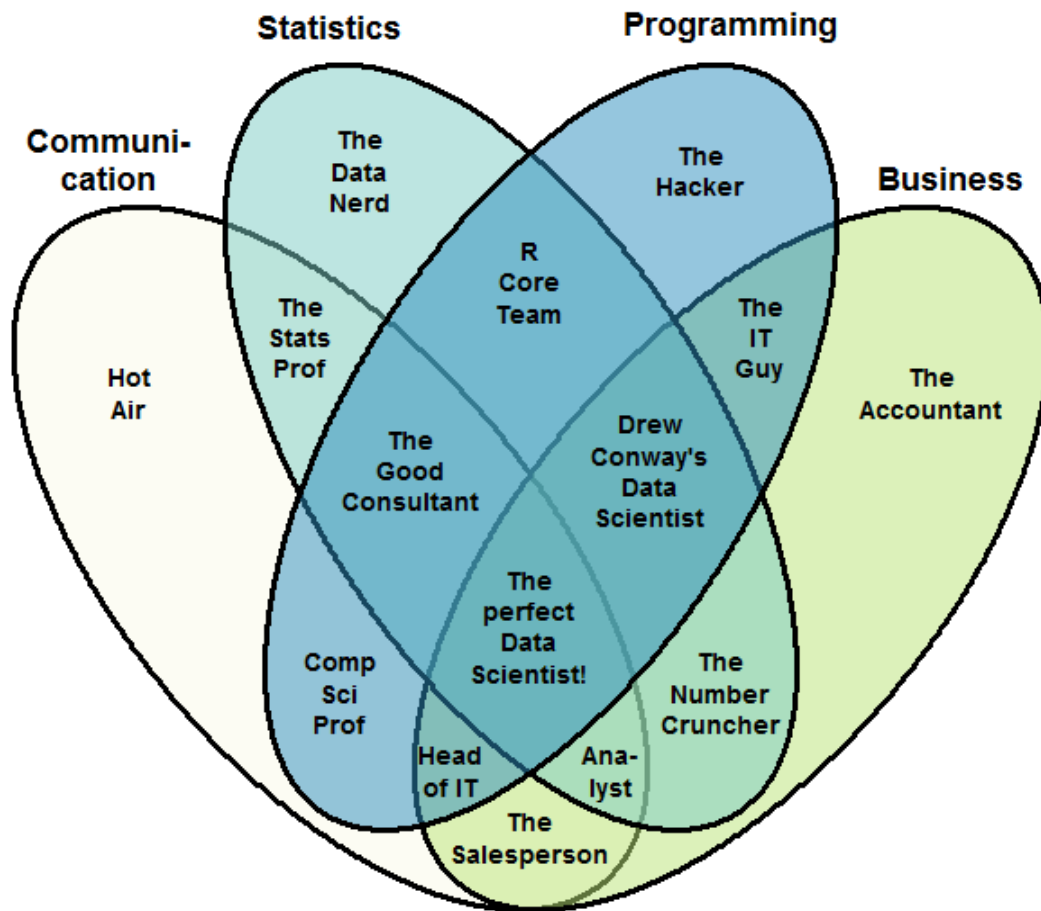 Statistics
Programming
Communi-
cation
Business
The
Data
Nerd
The
Hacker
R
Core
Team
The
Stats
Prof
The
IT
Guy
Hot
Air
The
Accountant
The
Good
Consultant
Drew
Conway's
Data
Scientist
The
perfect
Data
Scientist!
Comp
Sci
Prof
The
Number
Cruncher
Head
of IT
Ana-
lyst
The
Salesperson